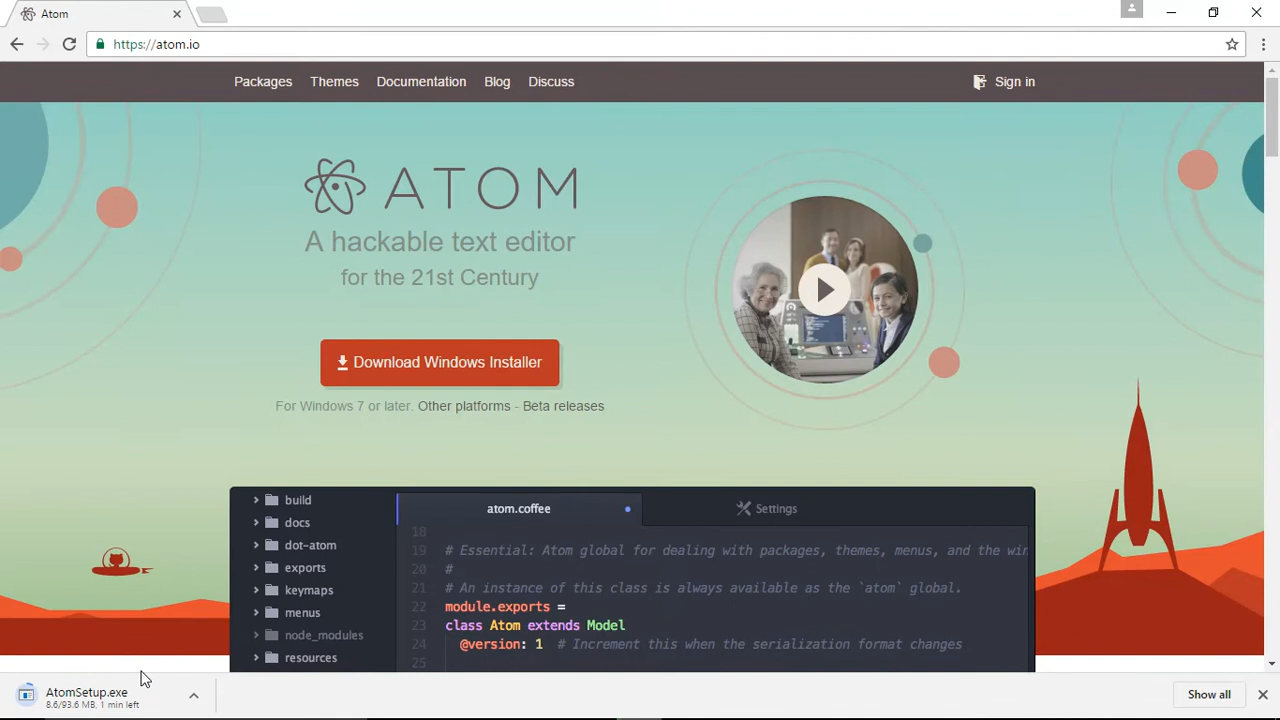 Atom
https://atom.io
Packages Themes Documentation Blog Discuss Sign in
ATOM
A hackable text editor
for the 21st Century
Download Windows Installer
For Windows 7 or later. Other platforms - Beta releases
build
docs
dot-atom
exports
keymaps
menus
node_modules
resources
atom.coffee Settings
18
19 # Essential: Atom global for dealing with packages, themes, menus, and the win
20 #
21 # An instance of this class is always available as the `atom` global.
22 module.exports =
23 class Atom extends Model
24 @version: 1 # Increment this when the serialization format changes
25
AtomSetup.exe
8.6/93.6 MB, 1 min left
Show all